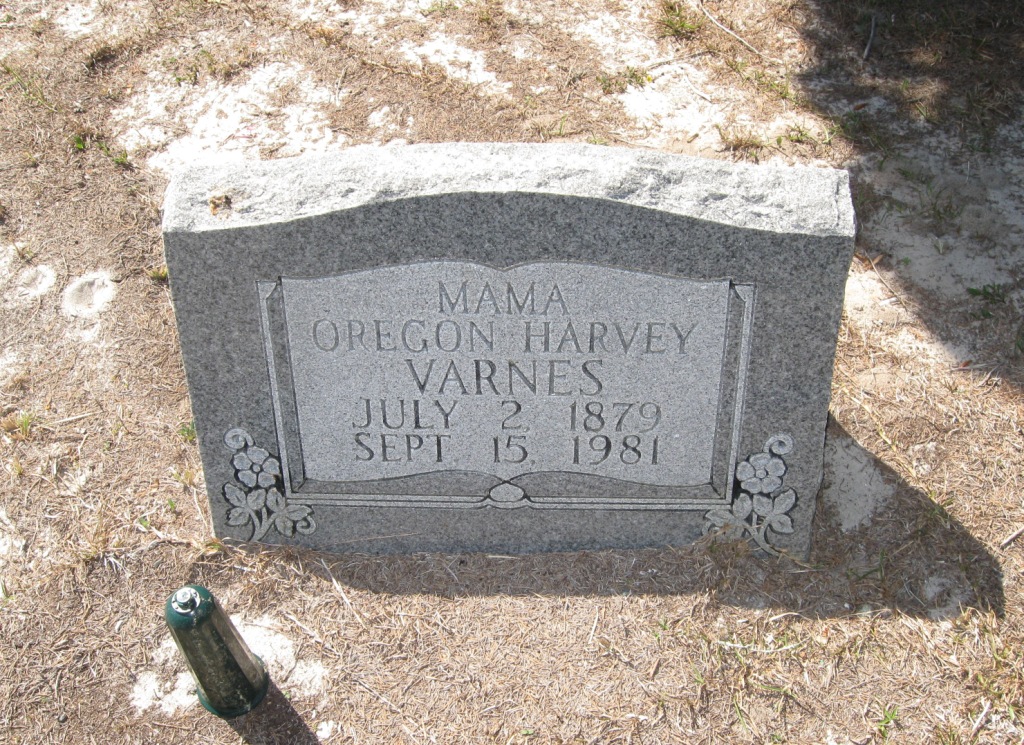 MAMA
OREGON HARVEY
VARNES
JULY 2, 1879
SEPT 15, 1981